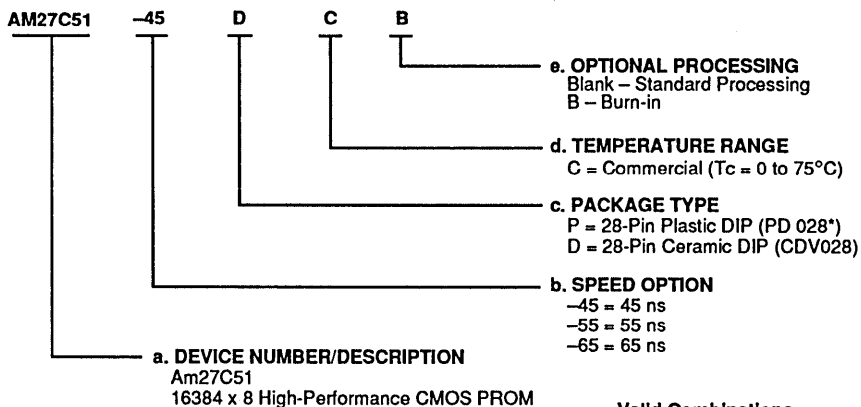 AM27C51 –45 D C B
e. OPTIONAL PROCESSING
Blank – Standard Processing
B – Burn-in
d. TEMPERATURE RANGE
C = Commercial (Tc = 0 to 75°C)
c. PACKAGE TYPE
P = 28-Pin Plastic DIP (PD 028*)
D = 28-Pin Ceramic DIP (CDV028)
b. SPEED OPTION
–45 = 45 ns
–55 = 55 ns
–65 = 65 ns
a. DEVICE NUMBER/DESCRIPTION
Am27C51
16384 x 8 High-Performance CMOS PROM
Valid Combinations